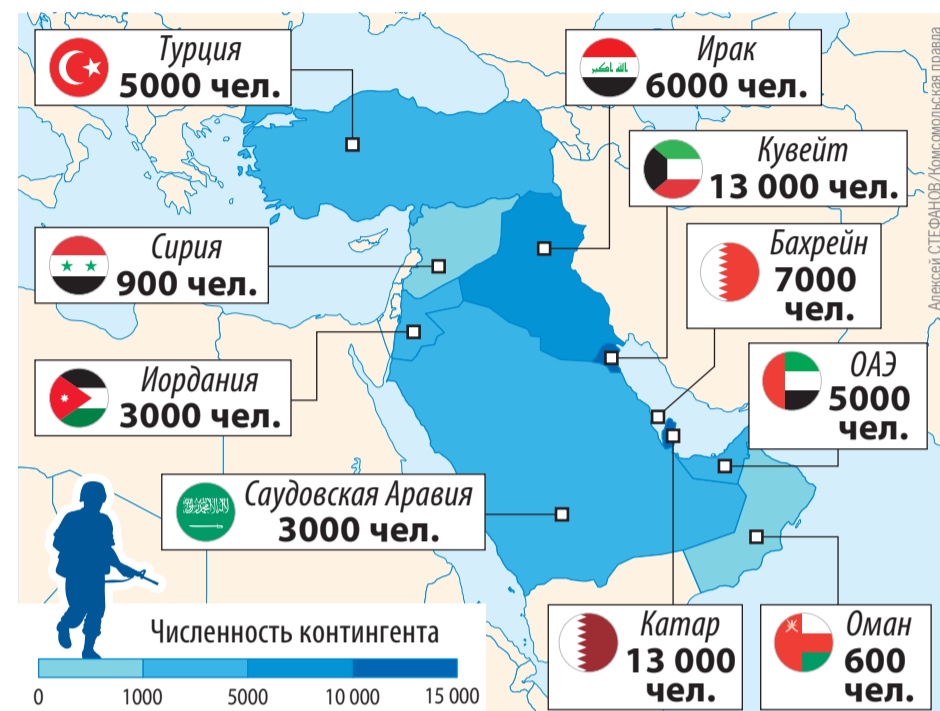 Турция
5000 чел.
Ирак
6000 чел.
Кувейт
13 000 чел.
Сирия
900 чел.
Бахрейн
7000
чел.
Иордания
3000 чел.
ОАЭ
5000
чел.
Саудовская Аравия
3000 чел.
Катар
13 000
чел.
Оман
600
чел.
Численность контингента
0 1000 5000 10 000 15 000
Алексей СТЕФАНОВ/Комсомольская правда